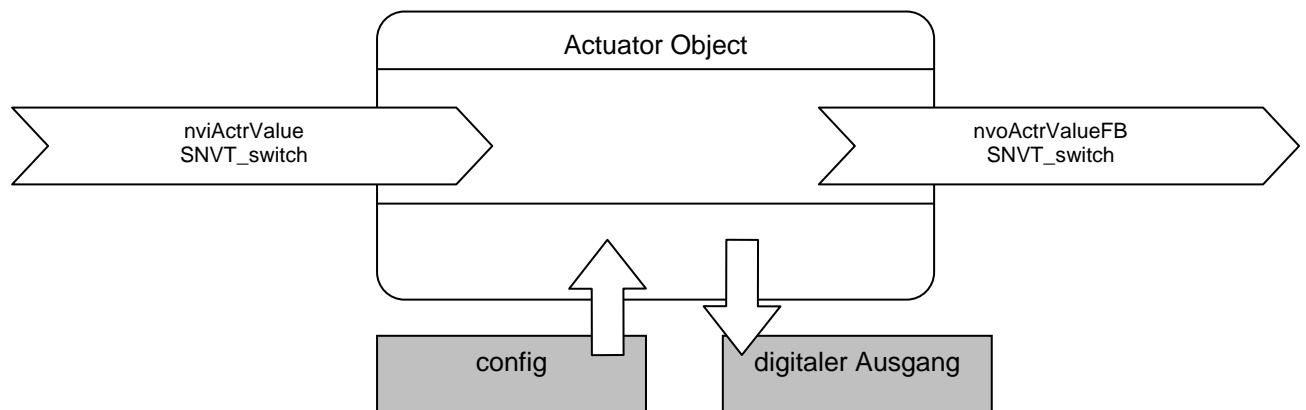 Actuator Object
nviActrValue
SNVT_switch
nvoActrValueFB
SNVT_switch
config
digitaler Ausgang